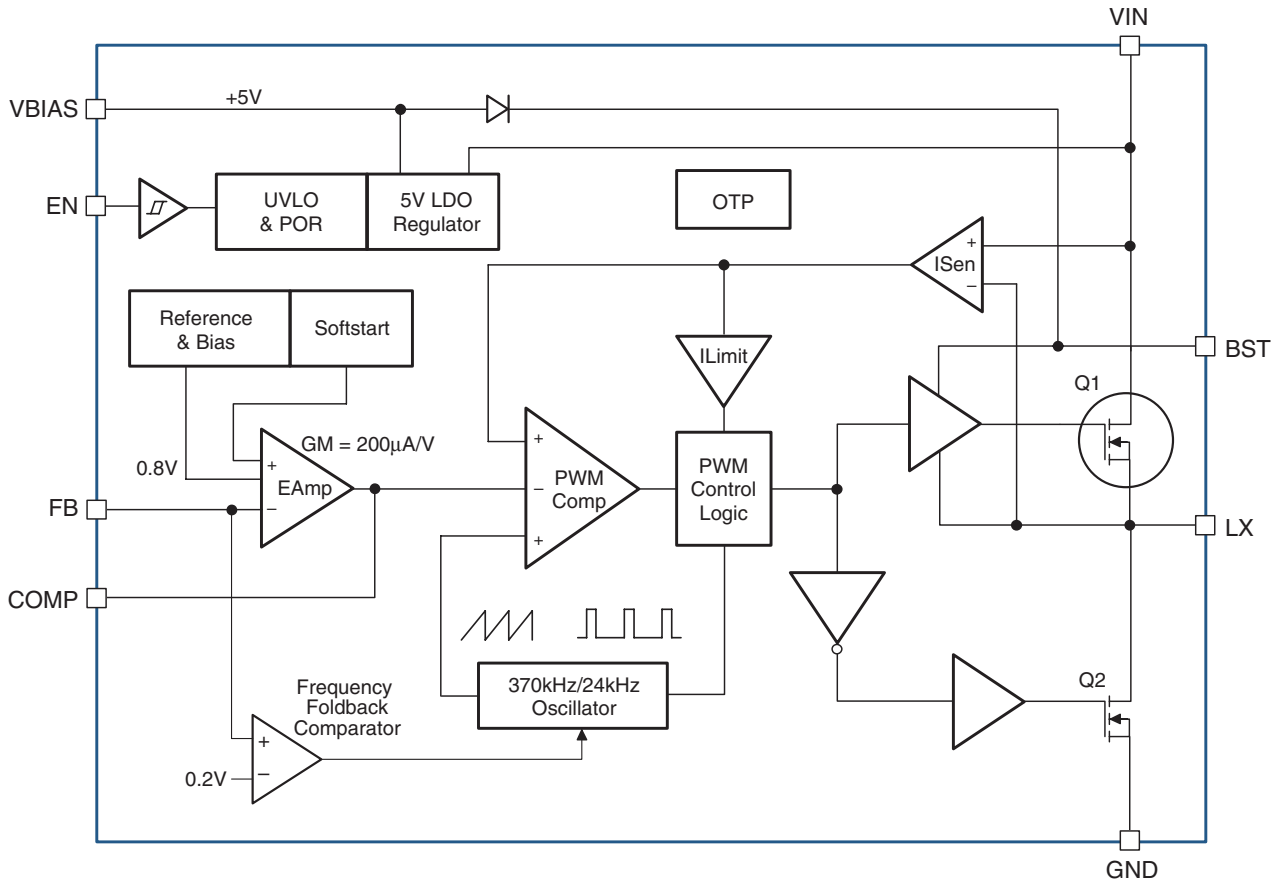 VIN
VBIAS
+5V
EN
UVLO
& POR
5V LDO
Regulator
OTP
+
ISen
−
Reference
& Bias
Softstart
ILimit
BST
Q1
GM = 200µA/V
0.8V
+
EAmp
−
FB
+
PWM
Comp
−
+
PWM
Control
Logic
LX
COMP
370kHz/24kHz
Oscillator
Frequency
Foldback
Comparator
+
0.2V
−
Q2
GND